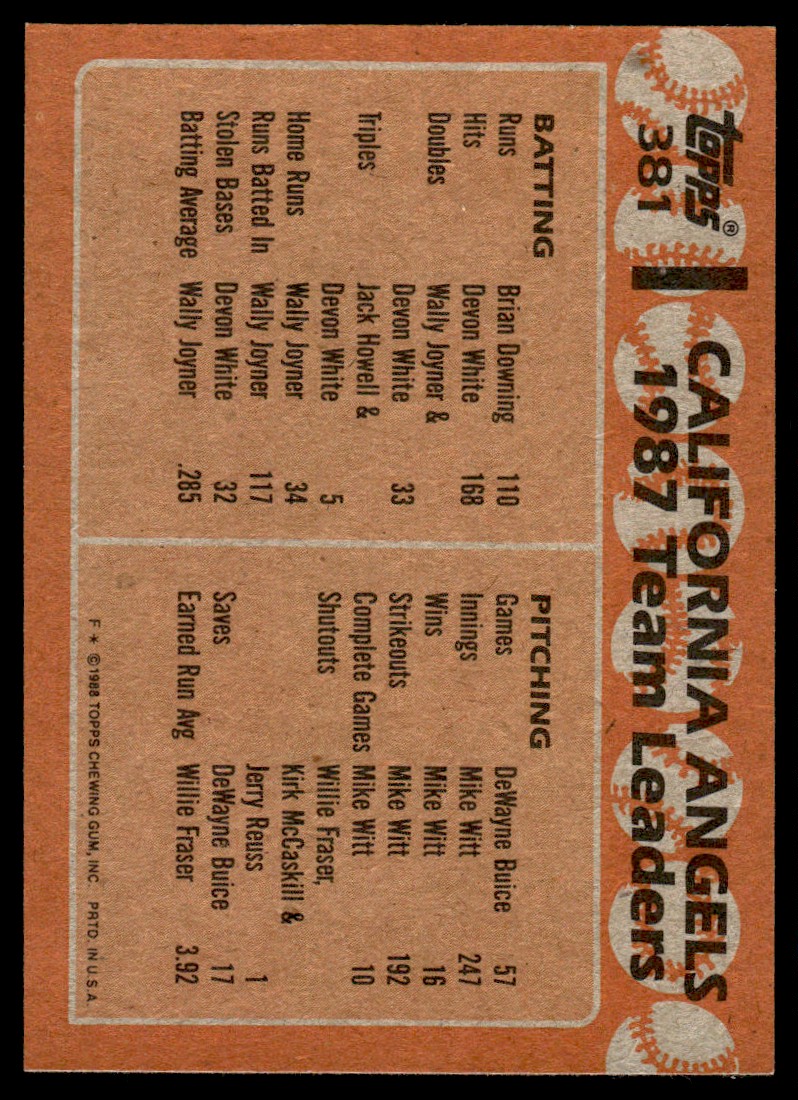 TOPPS®
381
CALIFORNIA ANGELS
1987 Team Leaders
BATTING
Runs Brian Downing 110
Hits Devon White 168
Doubles Wally Joyner &
Devon White 33
Triples Jack Howell &
Devon White 5
Home Runs Wally Joyner 34
Runs Batted In Wally Joyner 117
Stolen Bases Devon White 32
Batting Average Wally Joyner .285
PITCHING
Games DeWayne Buice 57
Innings Mike Witt 247
Wins Mike Witt 16
Strikeouts Mike Witt 192
Complete Games Mike Witt 10
Shutouts Willie Fraser,
Kirk McCaskill &
Jerry Reuss 1
Saves DeWayne Buice 17
Earned Run Avg Willie Fraser 3.92
F * ©1988 TOPPS CHEWING GUM, INC. PRTD. IN U.S.A.